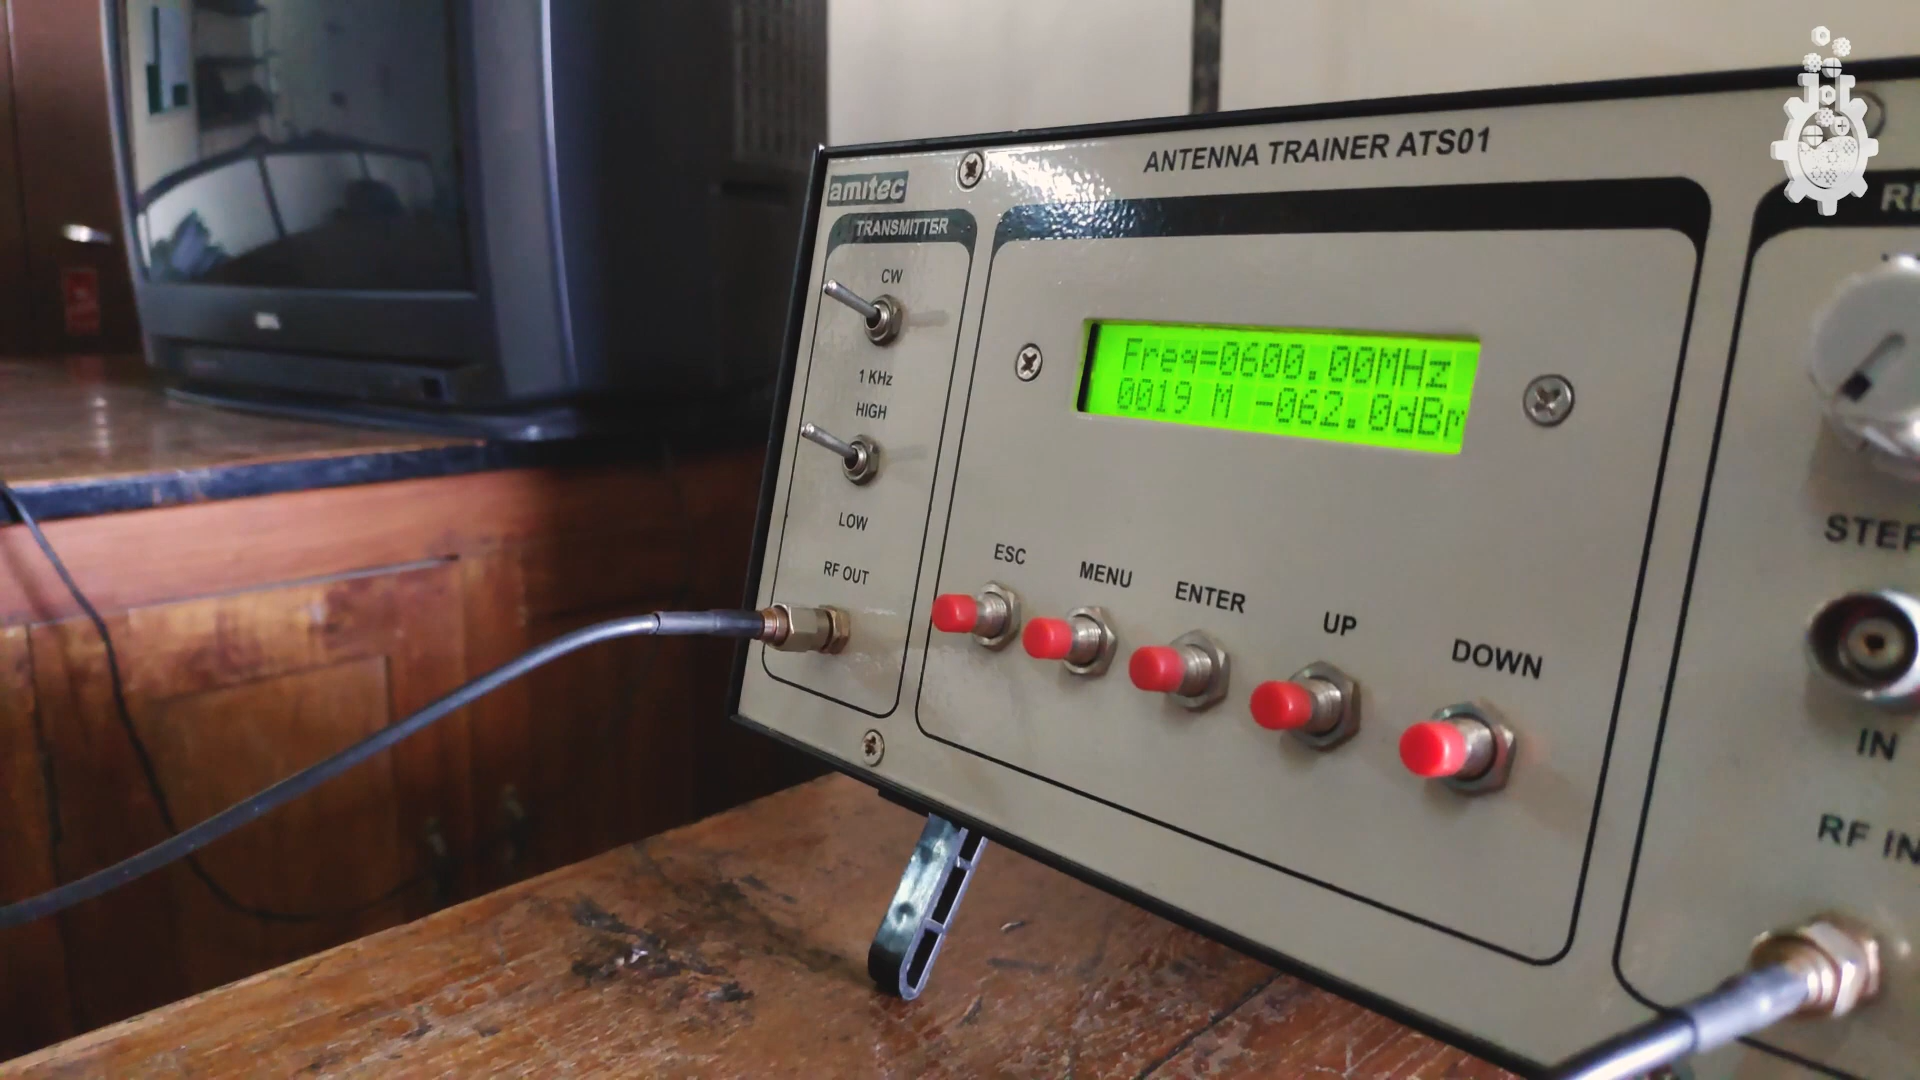 ANTENNA TRAINER ATS01
amitec
TRANSMITTER
CW
1 KHz
HIGH
LOW
RF OUT
Freq=0600.00MHz
0019 M -062.0dBm
ESC
MENU
ENTER
UP
DOWN
STEP
IN
RF IN